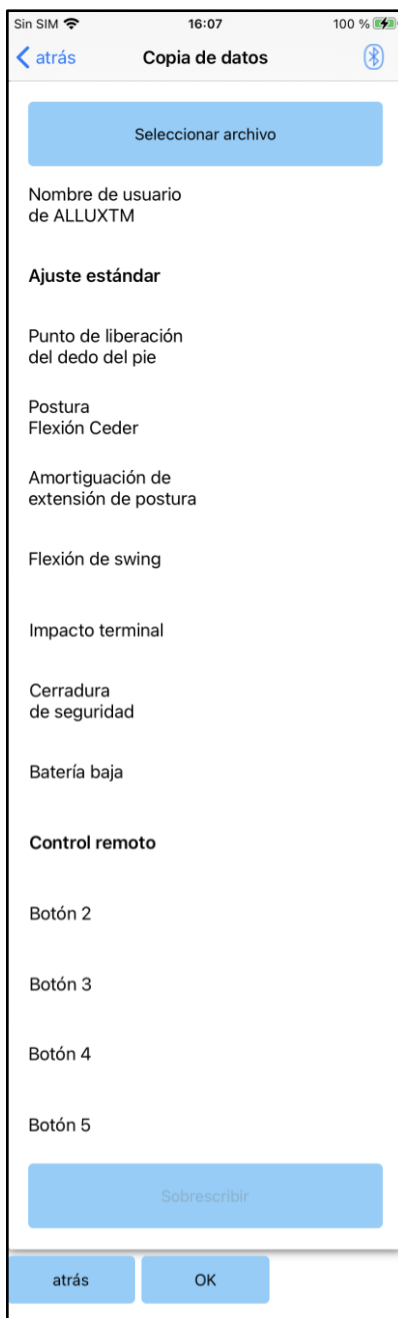 Sin SIM 16:07 100 %
atrás Copia de datos
Seleccionar archivo
Nombre de usuario
de ALLUXTM
Ajuste estándar
Punto de liberación
del dedo del pie
Postura
Flexión Ceder
Amortiguación de
extensión de postura
Flexión de swing
Impacto terminal
Cerradura
de seguridad
Batería baja
Control remoto
Botón 2
Botón 3
Botón 4
Botón 5
Sobrescribir
atrás OK